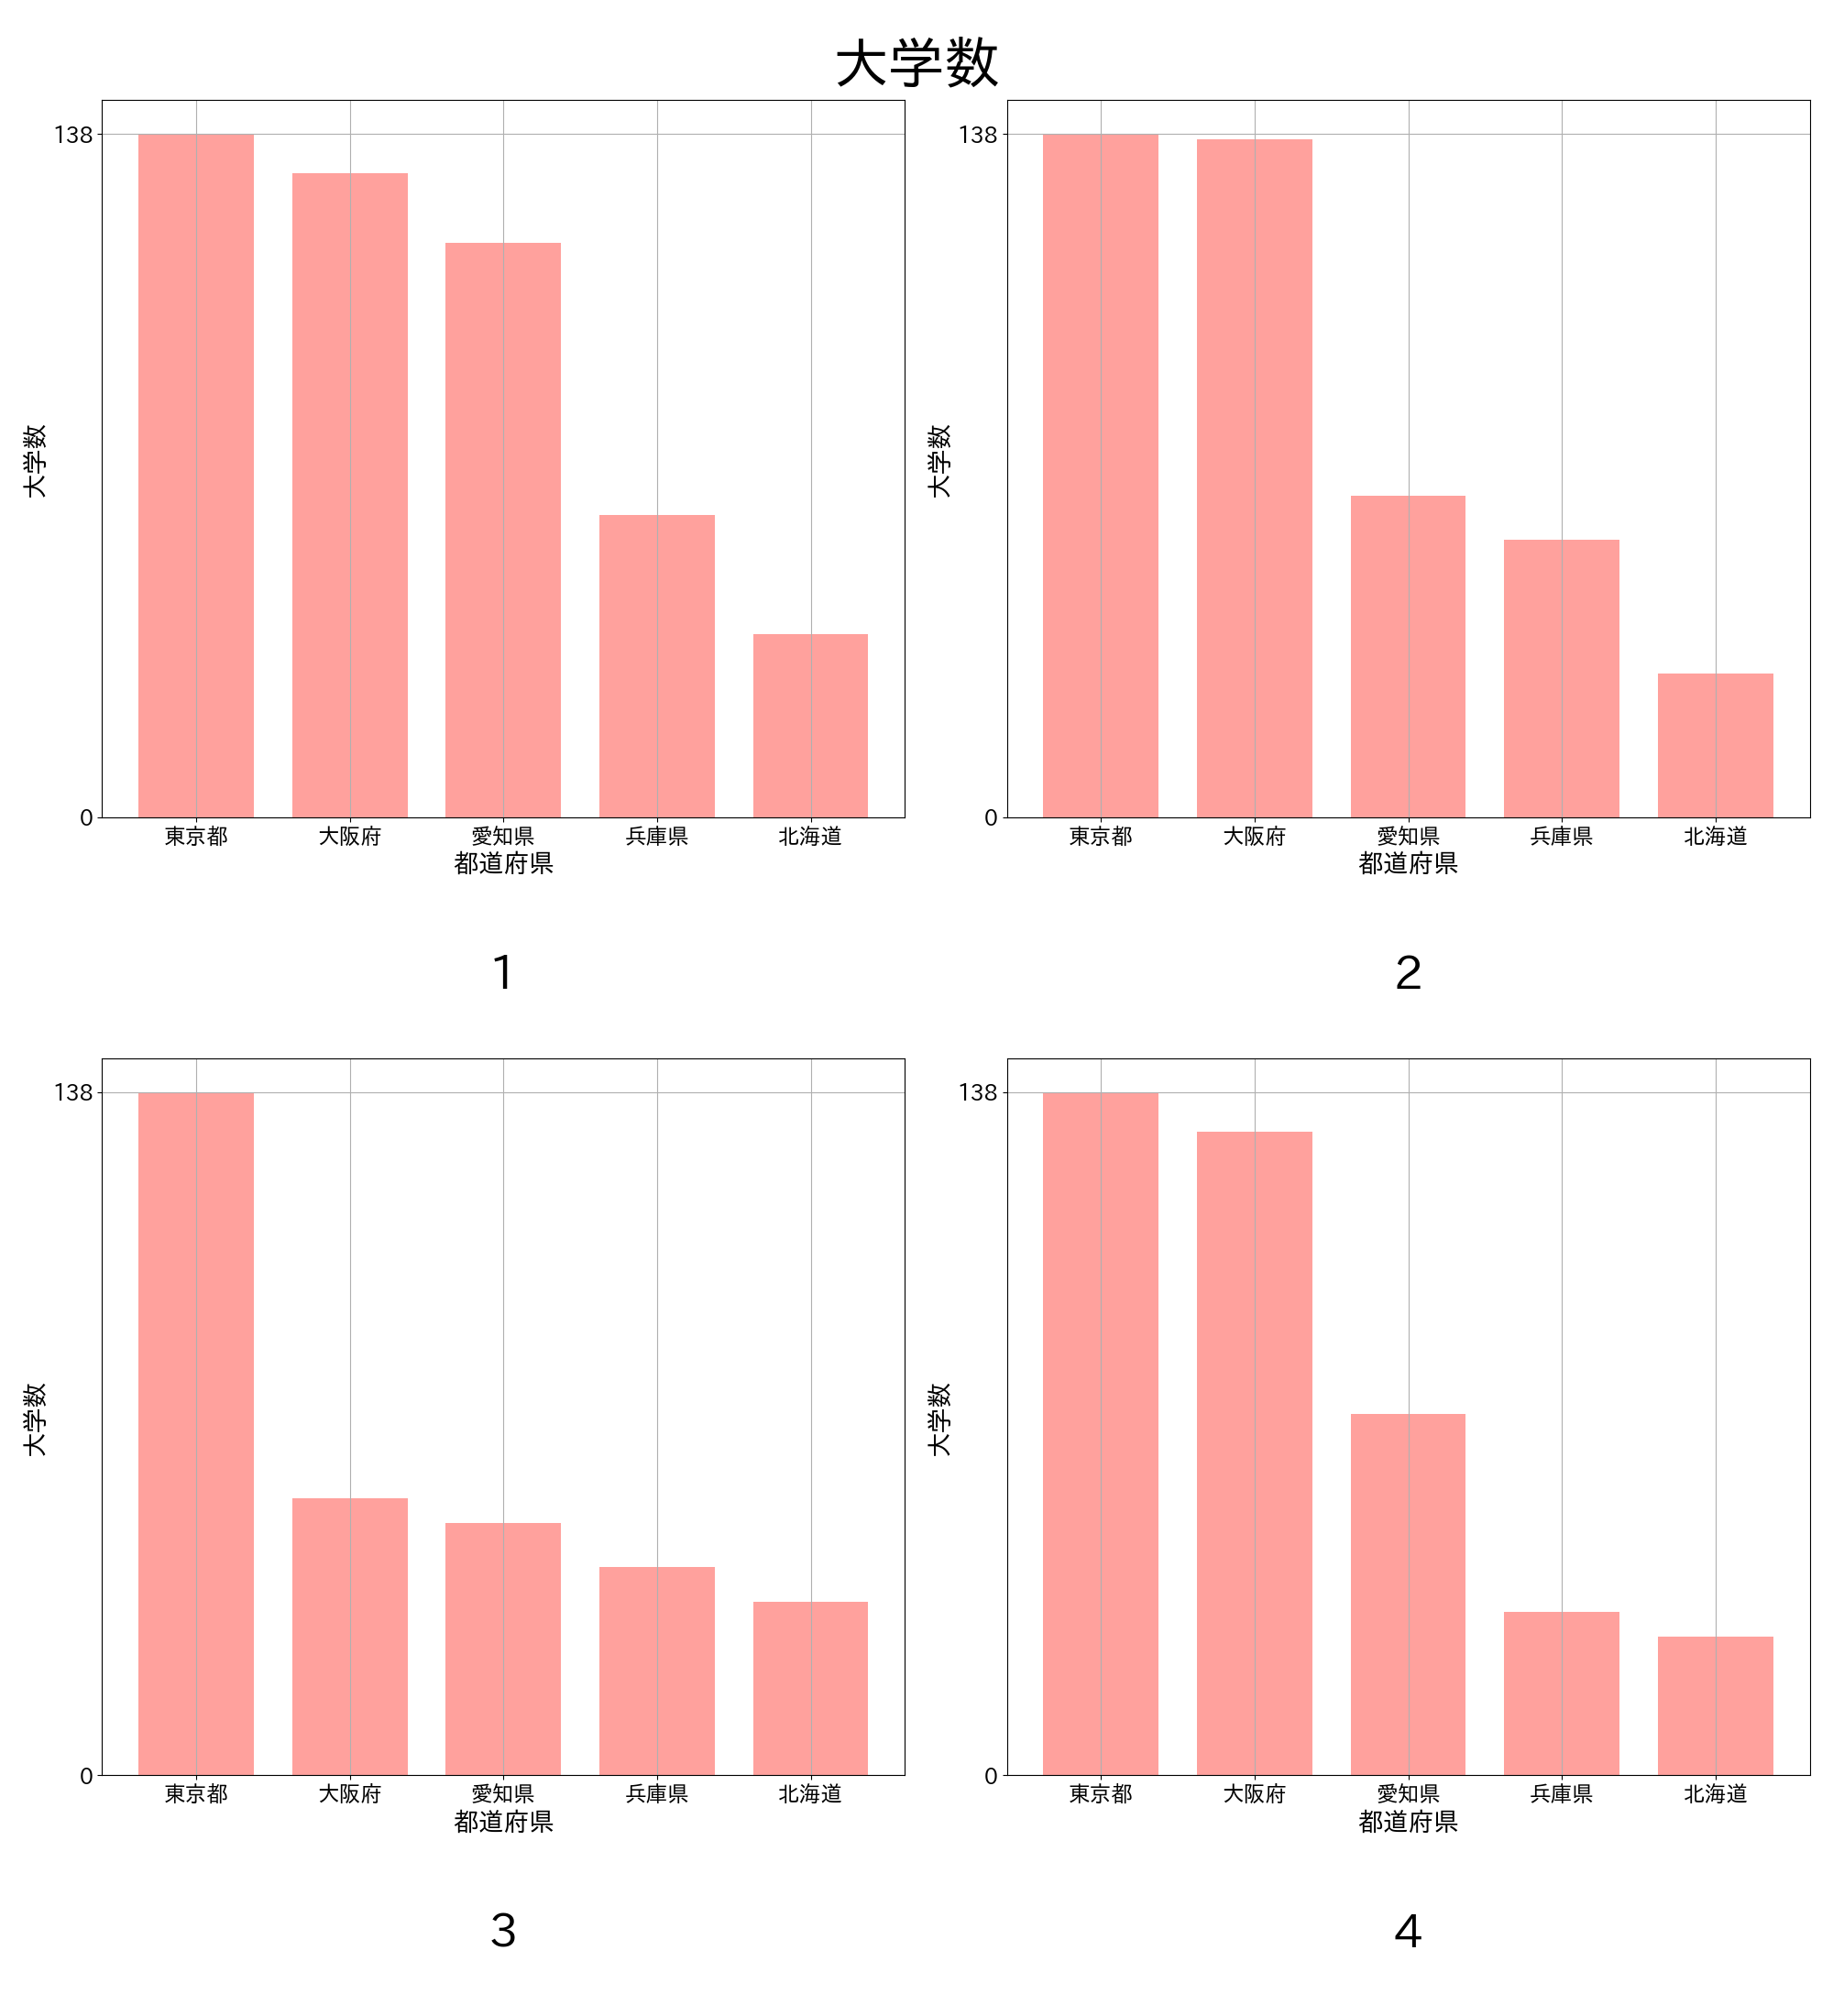 大学数
138
0
大学数
東京都 大阪府 愛知県 兵庫県 北海道
都道府県
1
138
0
大学数
東京都 大阪府 愛知県 兵庫県 北海道
都道府県
2
138
0
大学数
東京都 大阪府 愛知県 兵庫県 北海道
都道府県
3
138
0
大学数
東京都 大阪府 愛知県 兵庫県 北海道
都道府県
4